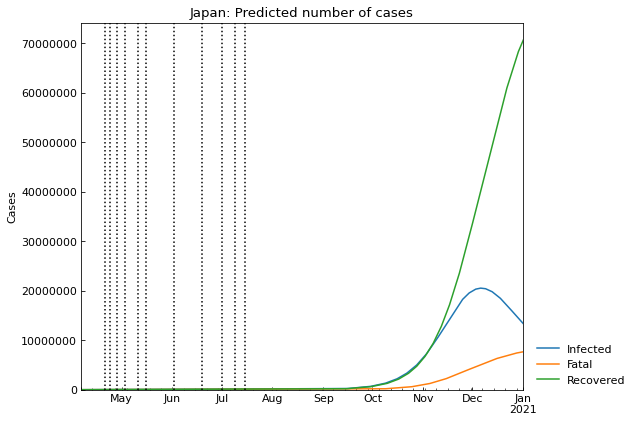 Japan: Predicted number of cases
Cases
70000000
60000000
50000000
40000000
30000000
20000000
10000000
0
May Jun Jul Aug Sep Oct Nov Dec Jan
2021
Infected
Fatal
Recovered